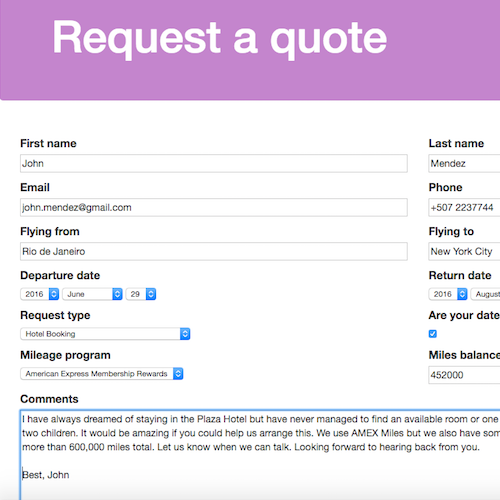 Request a quote
First name Last name
John Mendez
Email Phone
john.mendez@gmail.com +507 2237744
Flying from Flying to
Rio de Janeiro New York City
Departure date Return date
2016 June 29 2016 August
Request type Are your date
Hotel Booking
Mileage program Miles balance
American Express Membership Rewards 452000
Comments
I have always dreamed of staying in the Plaza Hotel but have never managed to find an available room or one
two children. It would be amazing if you could help us arrange this. We use AMEX Miles but we also have som
more than 600,000 miles total. Let us know when we can talk. Looking forward to hearing back from you.
Best, John